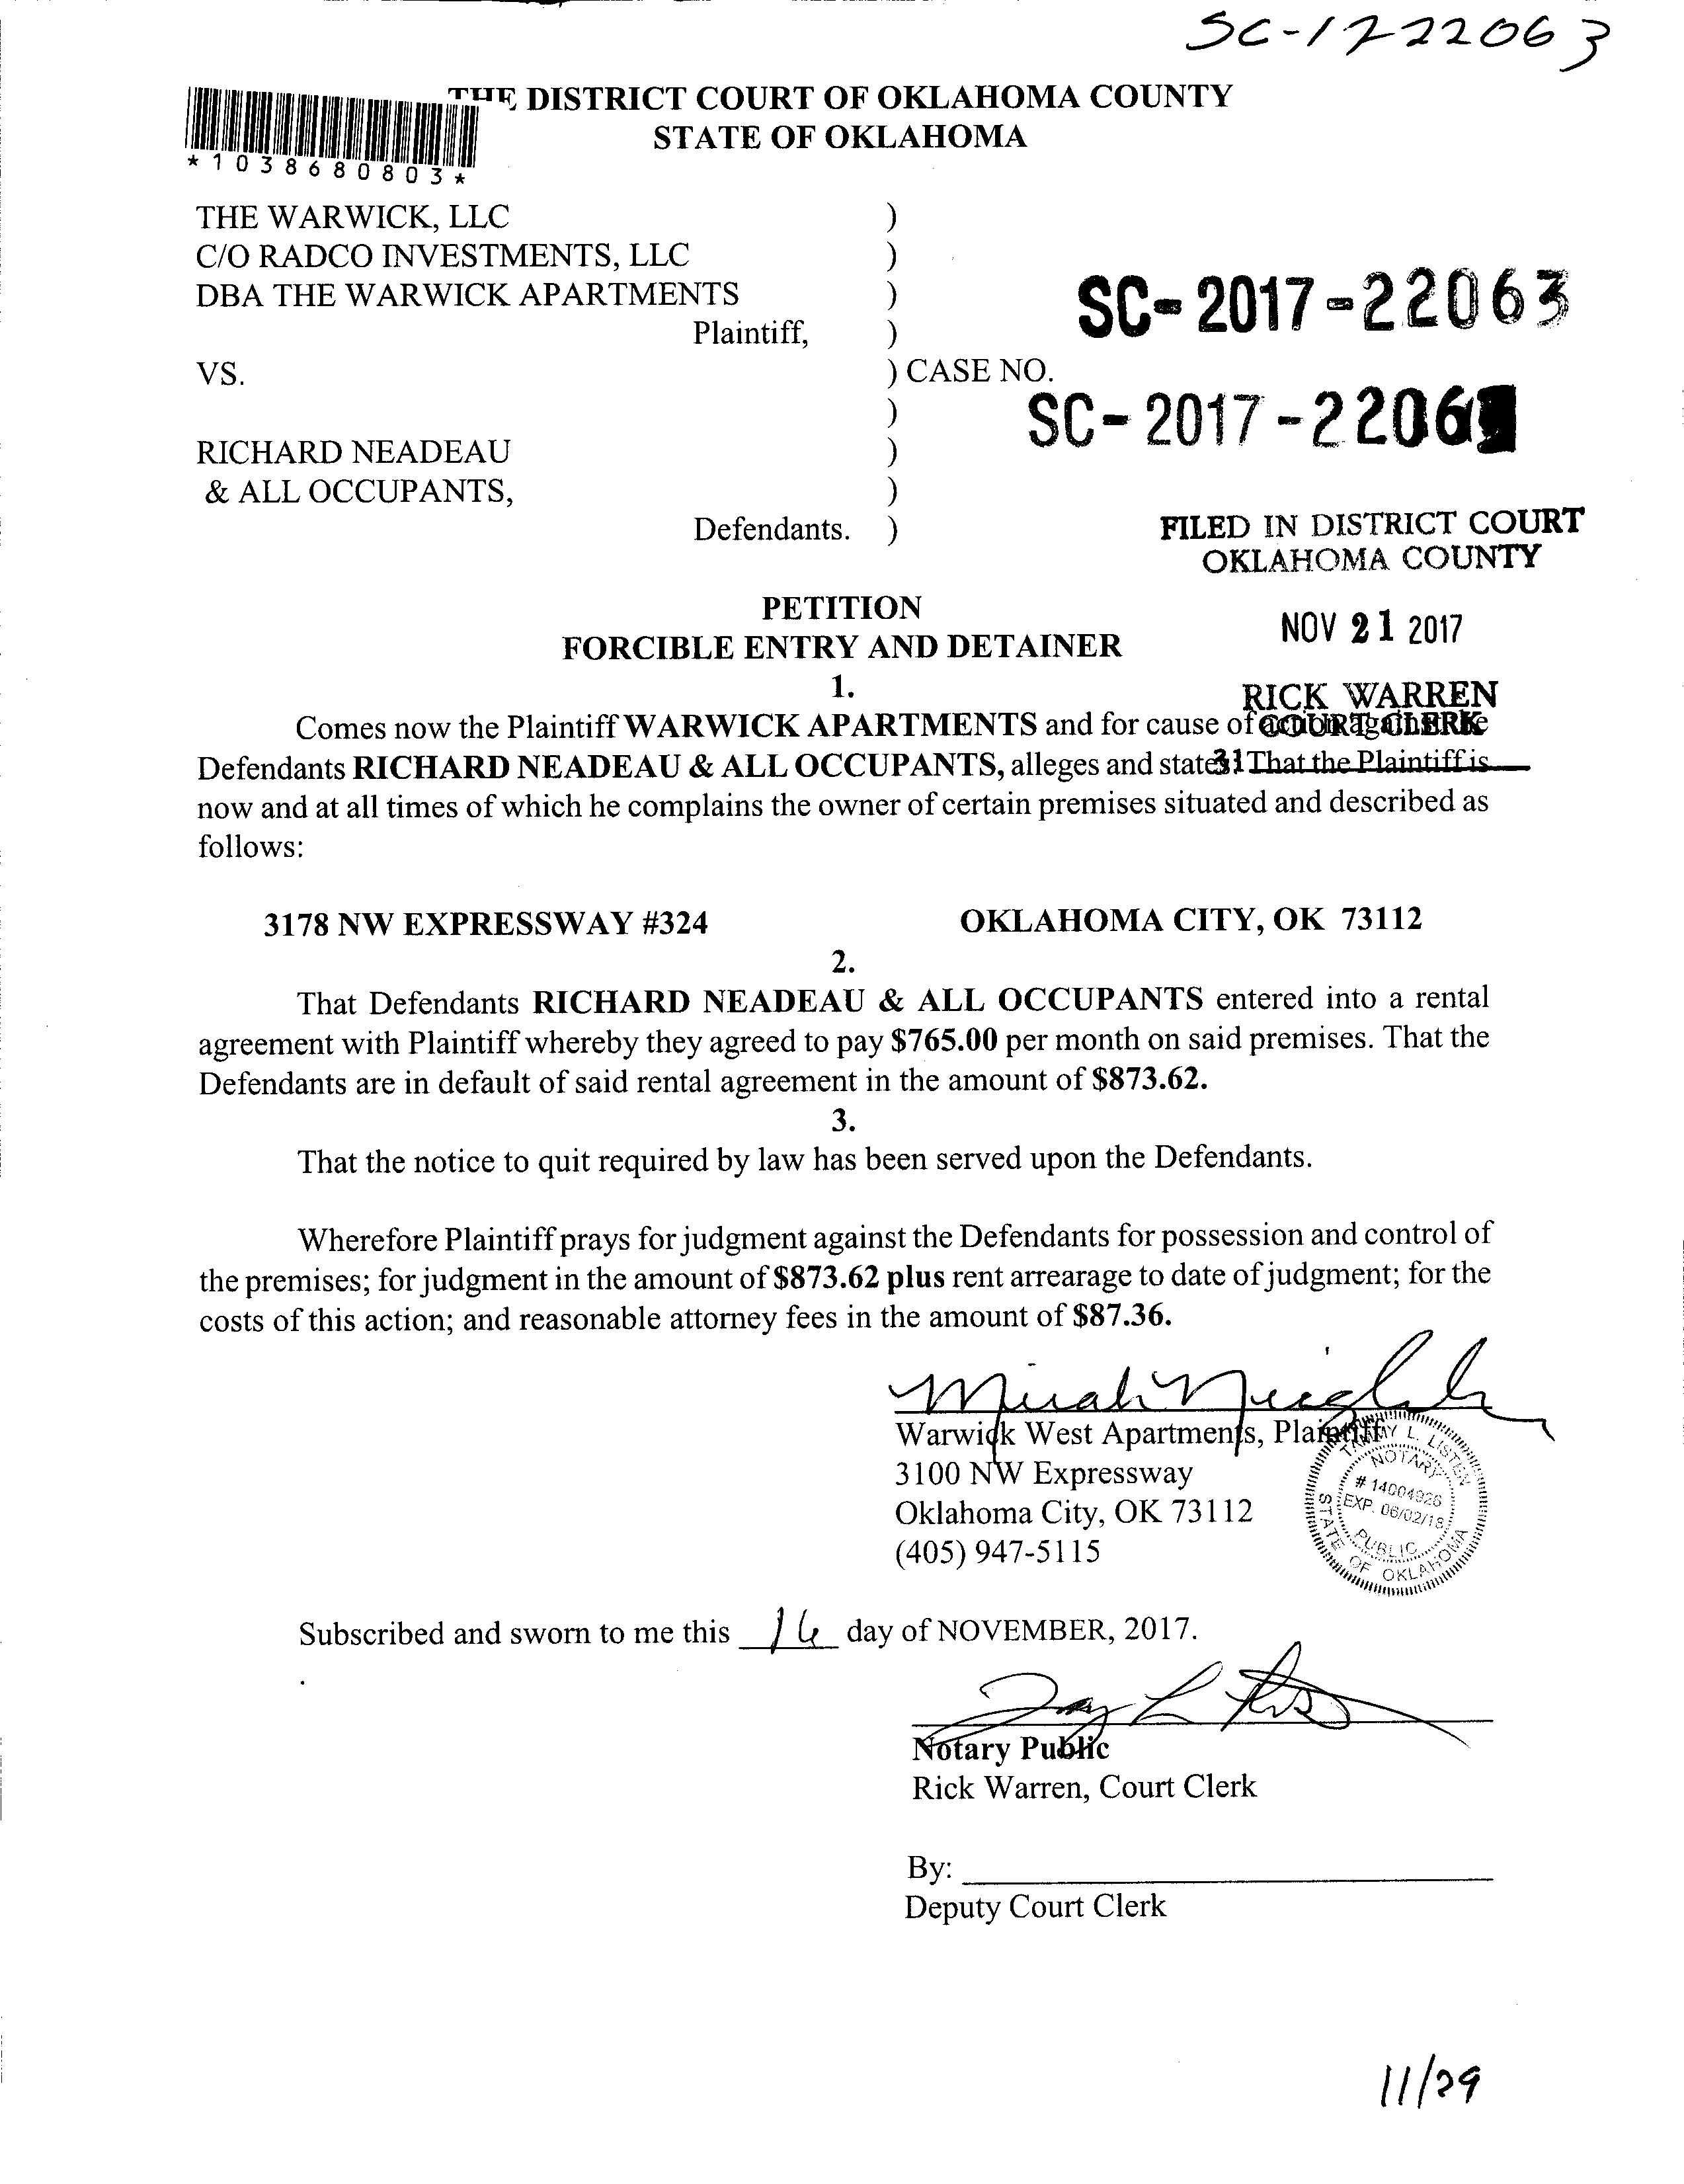 SC-1722063
THE DISTRICT COURT OF OKLAHOMA COUNTY
STATE OF OKLAHOMA
*1038680803*
THE WARWICK, LLC )
C/O RADCO INVESTMENTS, LLC )
DBA THE WARWICK APARTMENTS )
SC-2017-22063
Plaintiff, )
VS. ) CASE NO.
)
SC-2017-2206
RICHARD NEADEAU )
& ALL OCCUPANTS, )
Defendants. )
FILED IN DISTRICT COURT
OKLAHOMA COUNTY
PETITION
NOV 21 2017
FORCIBLE ENTRY AND DETAINER
1.
RICK WARREN
COURT CLERK
Comes now the Plaintiff WARWICK APARTMENTS and for cause of action against the
Defendants RICHARD NEADEAU & ALL OCCUPANTS, alleges and states: That the Plaintiff is
31
now and at all times of which he complains the owner of certain premises situated and described as
follows:
3178 NW EXPRESSWAY #324 OKLAHOMA CITY, OK 73112
2.
That Defendants RICHARD NEADEAU & ALL OCCUPANTS entered into a rental
agreement with Plaintiff whereby they agreed to pay $765.00 per month on said premises. That the
Defendants are in default of said rental agreement in the amount of $873.62.
3.
That the notice to quit required by law has been served upon the Defendants.
Wherefore Plaintiff prays for judgment against the Defendants for possession and control of
the premises; for judgment in the amount of $873.62 plus rent arrearage to date of judgment; for the
costs of this action; and reasonable attorney fees in the amount of $87.36.
Warwick West Apartments, Plaintiff
3100 NW Expressway
Oklahoma City, OK 73112
(405) 947-5115
L. LISTEN
NOTARY
# 14004926
EXP. 06/02/18
PUBLIC
STATE OF OKLAHOMA
Subscribed and sworn to me this 16 day of NOVEMBER, 2017.
Notary Public
Rick Warren, Court Clerk
By:
Deputy Court Clerk
11/29